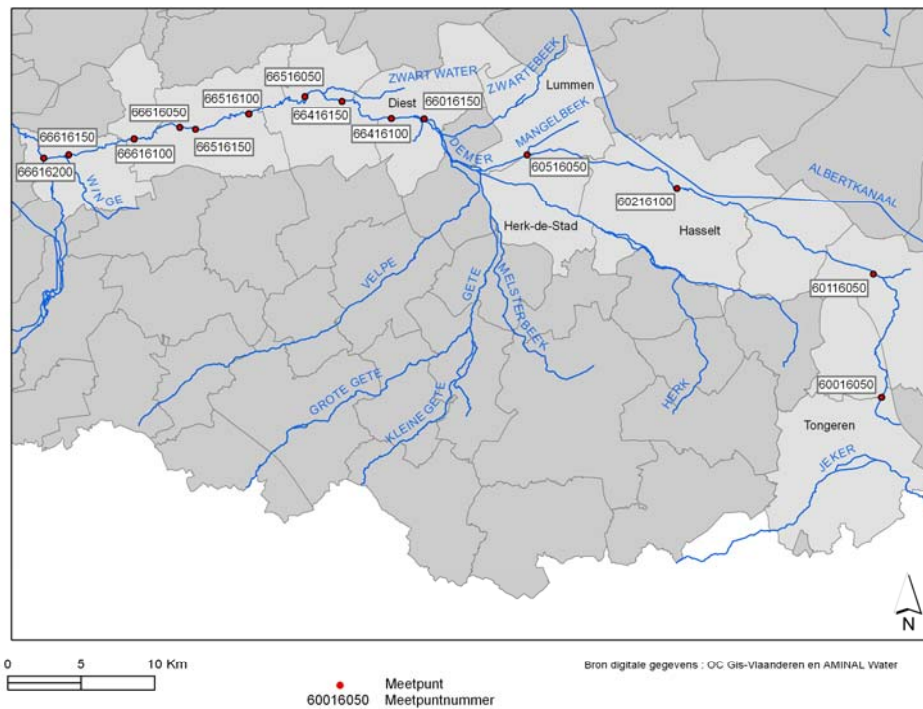 66516050
ZWART WATER
ZWARTEBEEK
Lummen
66516100
66016150
66616050
Diest
66416150
MANGELBEEK
66616150
66416100
66616100
66516150
DEMER
60516050
66616200
WINGE
ALBERTKANAAL
60216100
Herk-de-Stad
Hasselt
VELPE
GETE
MELSTERBEEK
60116050
GROTE GETE
HERK
60016050
KLEINE GETE
Tongeren
JEKER
N
0 5 10 Km
Bron digitale gegevens : OC Gis-Vlaanderen en AMINAL Water
Meetpunt
60016050 Meetpuntnummer